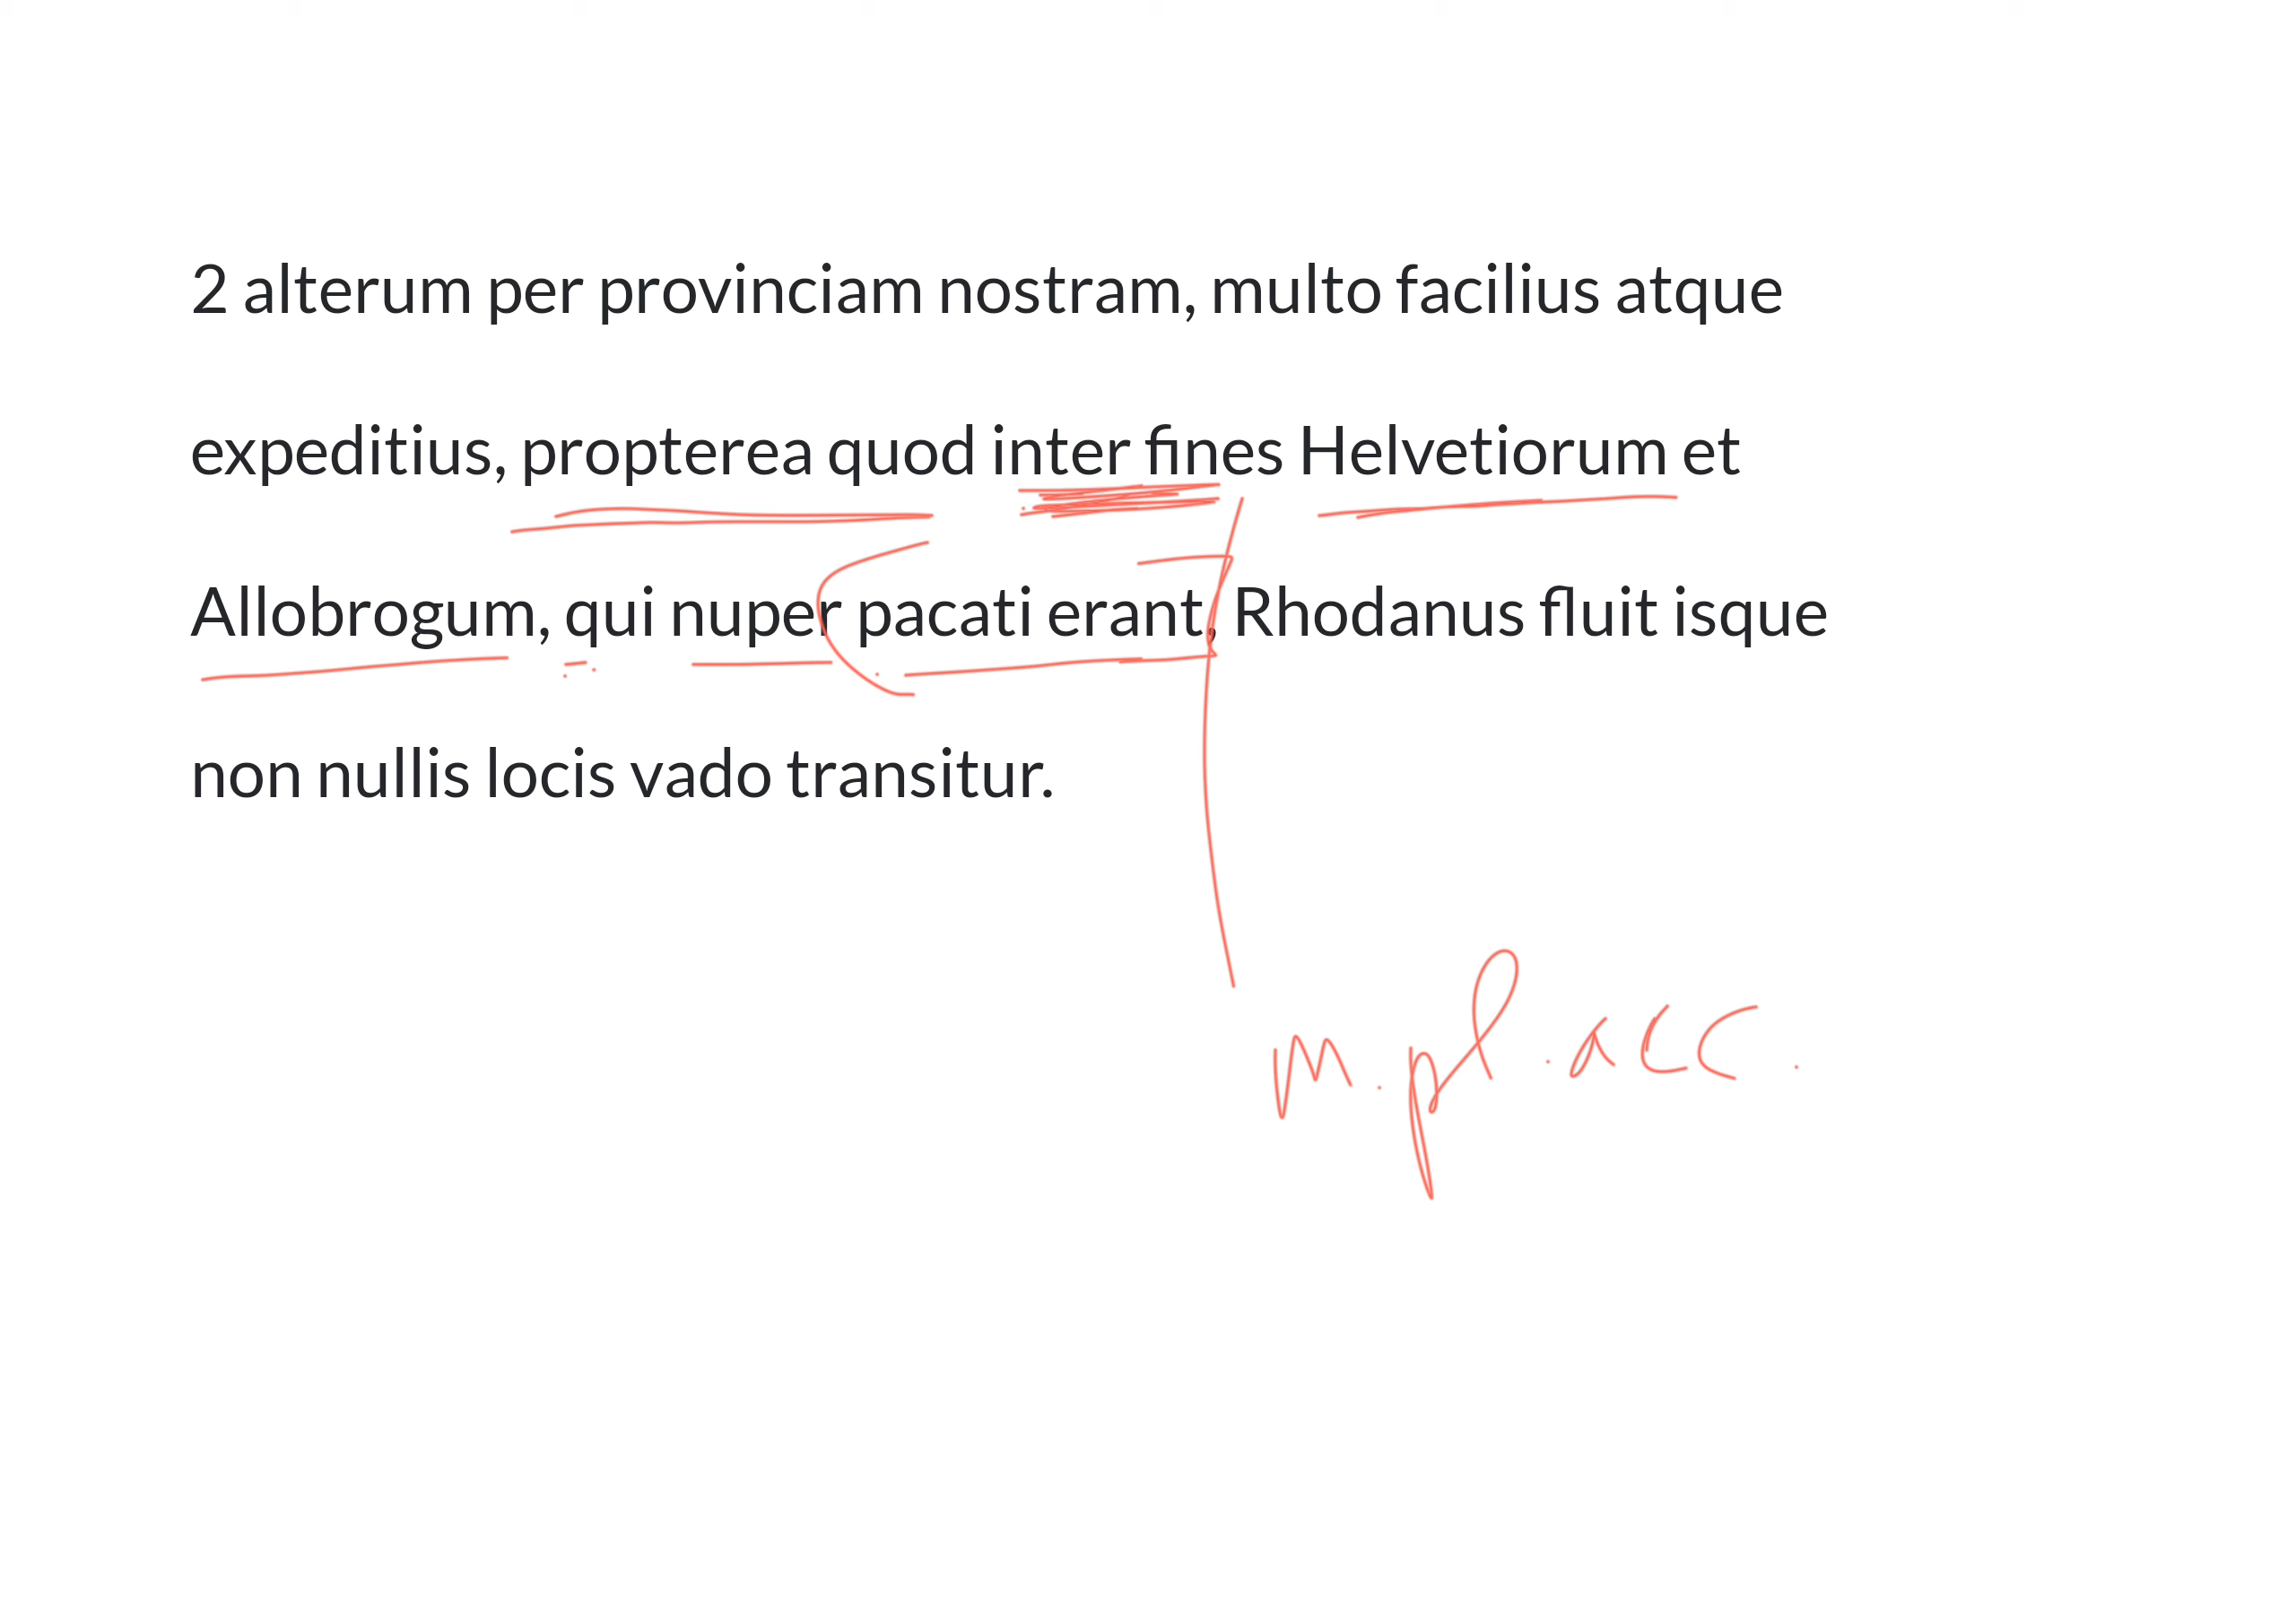 2 alterum per provinciam nostram, multo facilius atque
expeditius, propterea quod inter fines Helvetiorum et
Allobrogum, qui nuper pacati erant, Rhodanus fluit isque
non nullis locis vado transitur.
m. pl. acc.